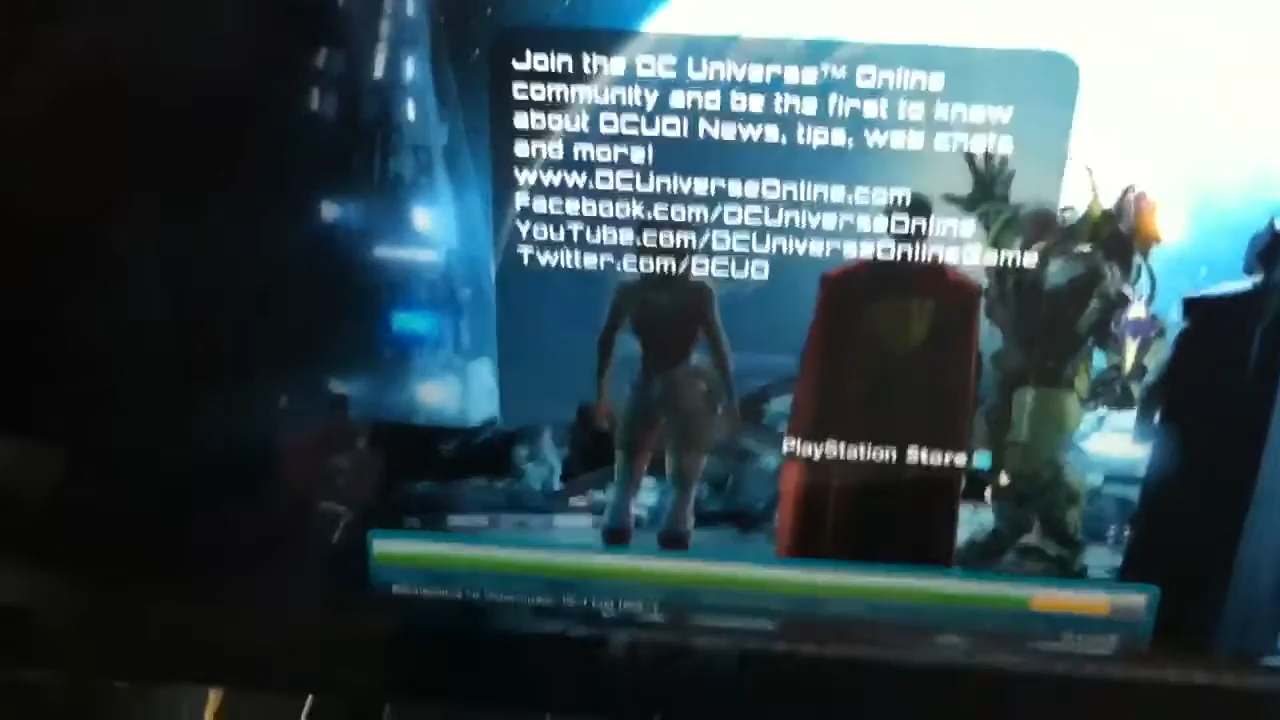 Join the DC Universe™ Online
community and be the first to know
about DCUO! News, tips, web chats
and more!
www.DCUniverseOnline.com
Facebook.com/DCUniverseOnline
YouTube.com/DCUniverseOnlineGame
Twitter.com/DCUO
PlayStation Store